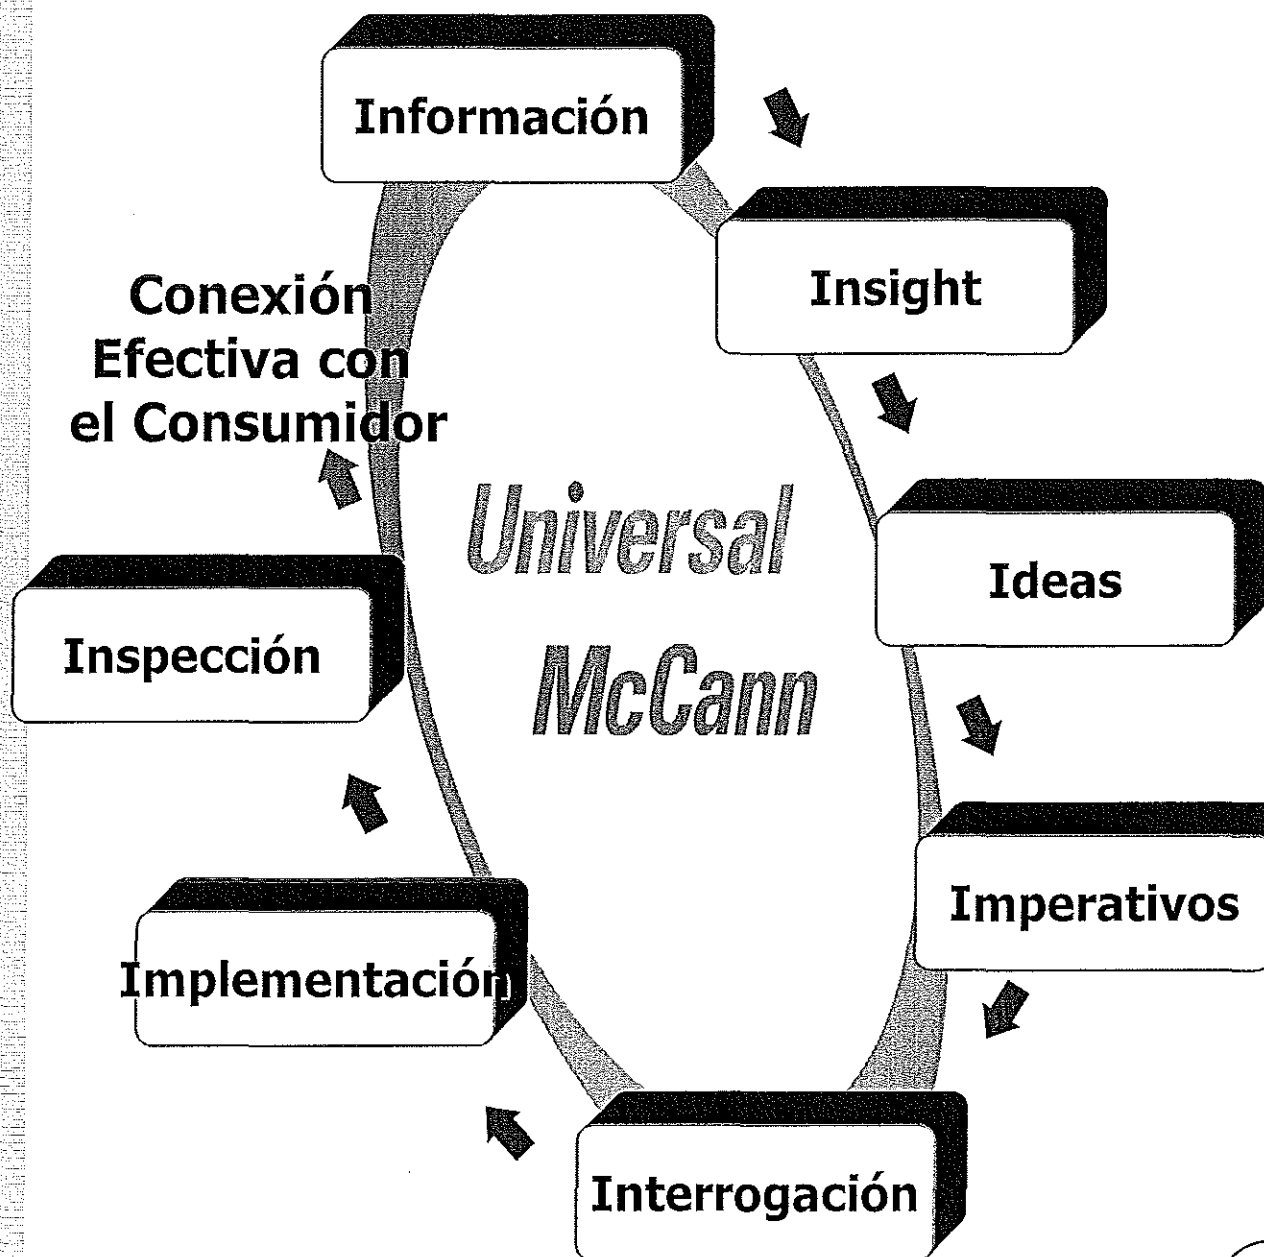 Información
Insight
Ideas
Imperativos
Interrogación
Implementación
Inspección
Conexión
Efectiva con
el Consumidor
Universal
McCann